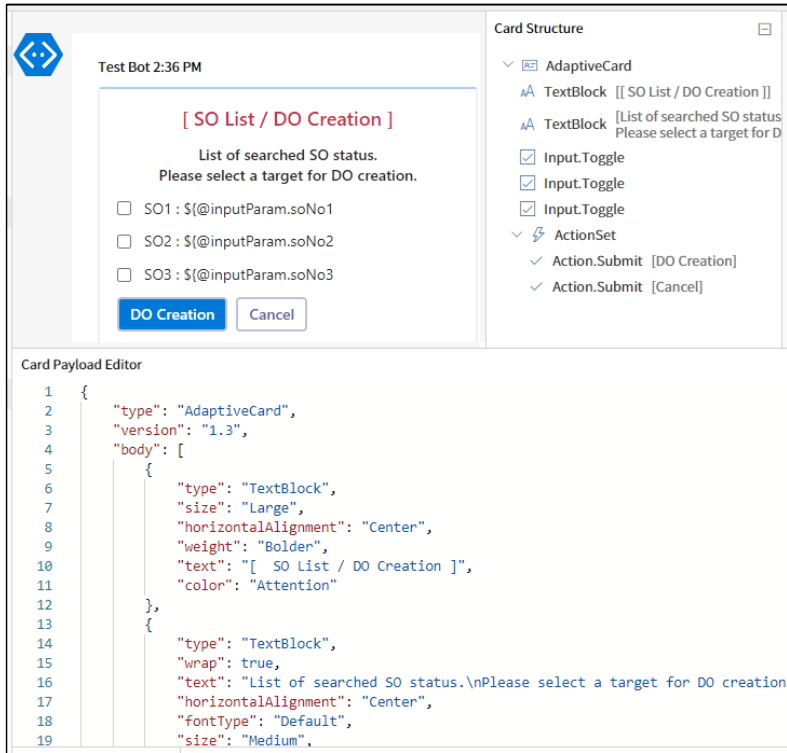 Test Bot 2:36 PM
[ SO List / DO Creation ]
List of searched SO status.
Please select a target for DO creation.
SO1 : ${@inputParam.soNo1
SO2 : ${@inputParam.soNo2
SO3 : ${@inputParam.soNo3
DO Creation
Cancel
Card Structure
AdaptiveCard
TextBlock [[ SO List / DO Creation ]]
TextBlock [List of searched SO status
Please select a target for D
Input.Toggle
Input.Toggle
Input.Toggle
ActionSet
Action.Submit [DO Creation]
Action.Submit [Cancel]
Card Payload Editor
1 {
2 "type": "AdaptiveCard",
3 "version": "1.3",
4 "body": [
5 {
6 "type": "TextBlock",
7 "size": "Large",
8 "horizontalAlignment": "Center",
9 "weight": "Bolder",
10 "text": "[  SO List / DO Creation ]",
11 "color": "Attention"
12 },
13 {
14 "type": "TextBlock",
15 "wrap": true,
16 "text": "List of searched SO status.\nPlease select a target for DO creation
17 "horizontalAlignment": "Center",
18 "fontType": "Default",
19 "size": "Medium",